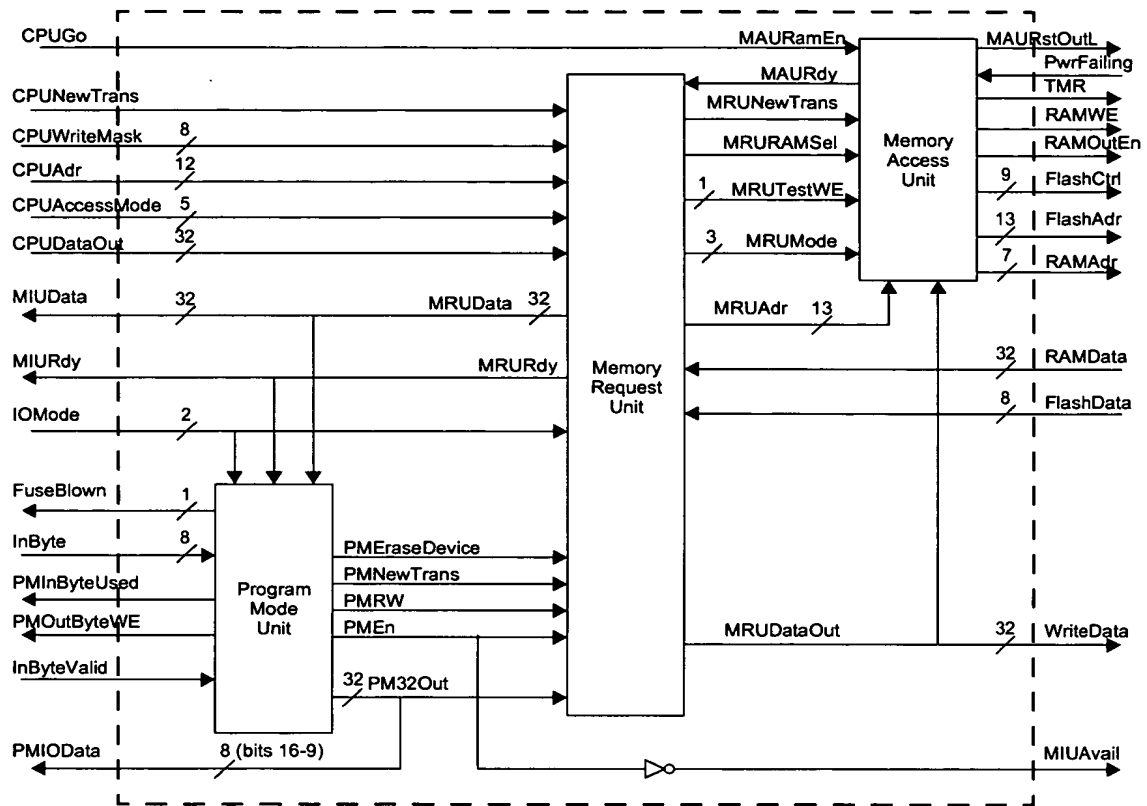 CPUGo
MAURamEn
MAURstOutL
MAURdy
PwrFailing
CPUNewTrans
MRUNewTrans
TMR
CPUWriteMask
8
RAMWE
CPUAdr
12
MRURAMSel
Memory
Access
Unit
RAMOutEn
CPUAccessMode
5
1
MRUTestWE
9
FlashCtrl
CPUDataOut
32
3
MRUMode
13
FlashAdr
7
RAMAdr
MIUData
32
MRUData
32
MRUAdr
13
MIURdy
MRURdy
Memory
Request
Unit
32
RAMData
IOMode
2
8
FlashData
FuseBlown
1
InByte
8
PMEraseDevice
PMInByteUsed
Program
Mode
Unit
PMNewTrans
PMRW
PMOutByteWE
PMEn
MRUDataOut
32
WriteData
InByteValid
32
PM32Out
PMIOData
8 (bits 16-9)
MIUAvail